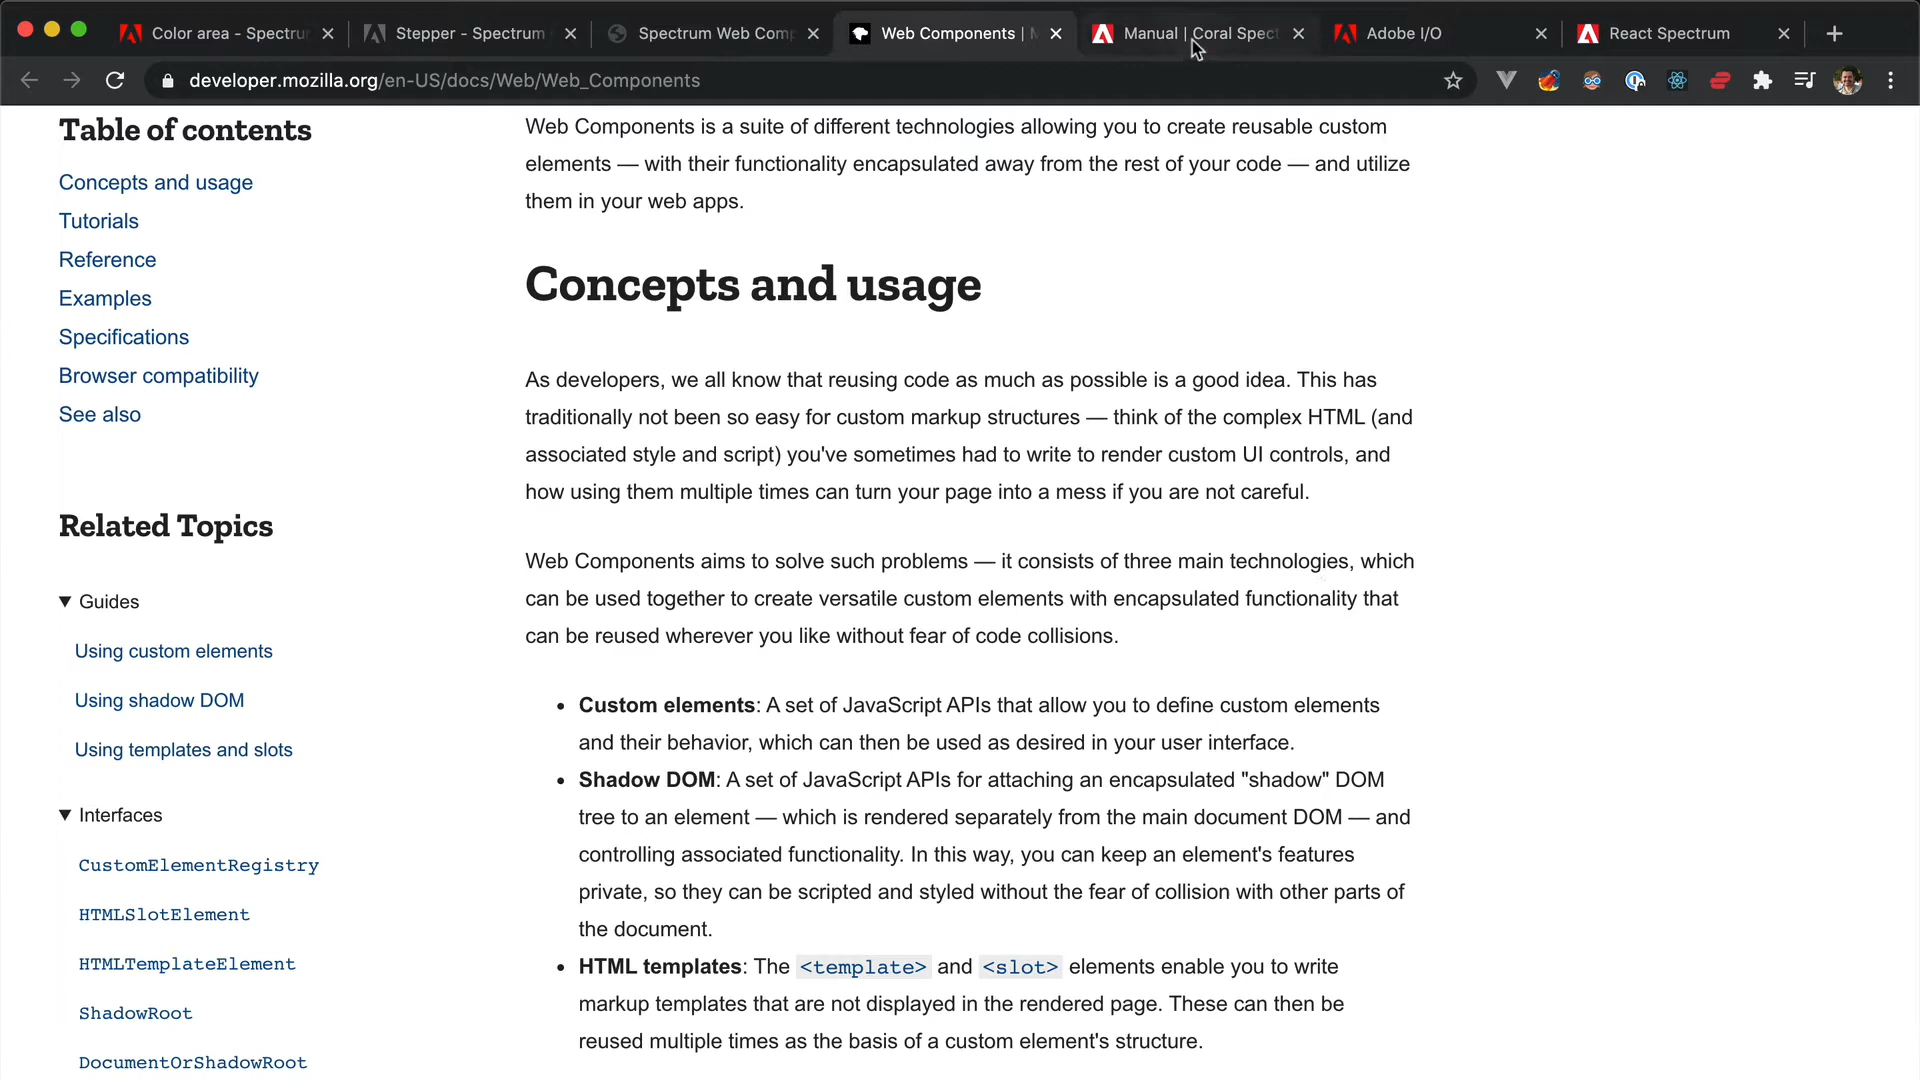 Color area - Spectru
Stepper - Spectrum
Spectrum Web Comp
Web Components | M
Manual | Coral Spect
Adobe I/O
React Spectrum
developer.mozilla.org/en-US/docs/Web/Web_Components
Table of contents
Concepts and usage
Tutorials
Reference
Examples
Specifications
Browser compatibility
See also
Related Topics
▼ Guides
Using custom elements
Using shadow DOM
Using templates and slots
▼ Interfaces
CustomElementRegistry
HTMLSlotElement
HTMLTemplateElement
ShadowRoot
DocumentOrShadowRoot
Web Components is a suite of different technologies allowing you to create reusable custom
elements — with their functionality encapsulated away from the rest of your code — and utilize
them in your web apps.
Concepts and usage
As developers, we all know that reusing code as much as possible is a good idea. This has
traditionally not been so easy for custom markup structures — think of the complex HTML (and
associated style and script) you've sometimes had to write to render custom UI controls, and
how using them multiple times can turn your page into a mess if you are not careful.
Web Components aims to solve such problems — it consists of three main technologies, which
can be used together to create versatile custom elements with encapsulated functionality that
can be reused wherever you like without fear of code collisions.
• Custom elements: A set of JavaScript APIs that allow you to define custom elements
and their behavior, which can then be used as desired in your user interface.
• Shadow DOM: A set of JavaScript APIs for attaching an encapsulated "shadow" DOM
tree to an element — which is rendered separately from the main document DOM — and
controlling associated functionality. In this way, you can keep an element's features
private, so they can be scripted and styled without the fear of collision with other parts of
the document.
• HTML templates: The <template> and <slot> elements enable you to write
markup templates that are not displayed in the rendered page. These can then be
reused multiple times as the basis of a custom element's structure.